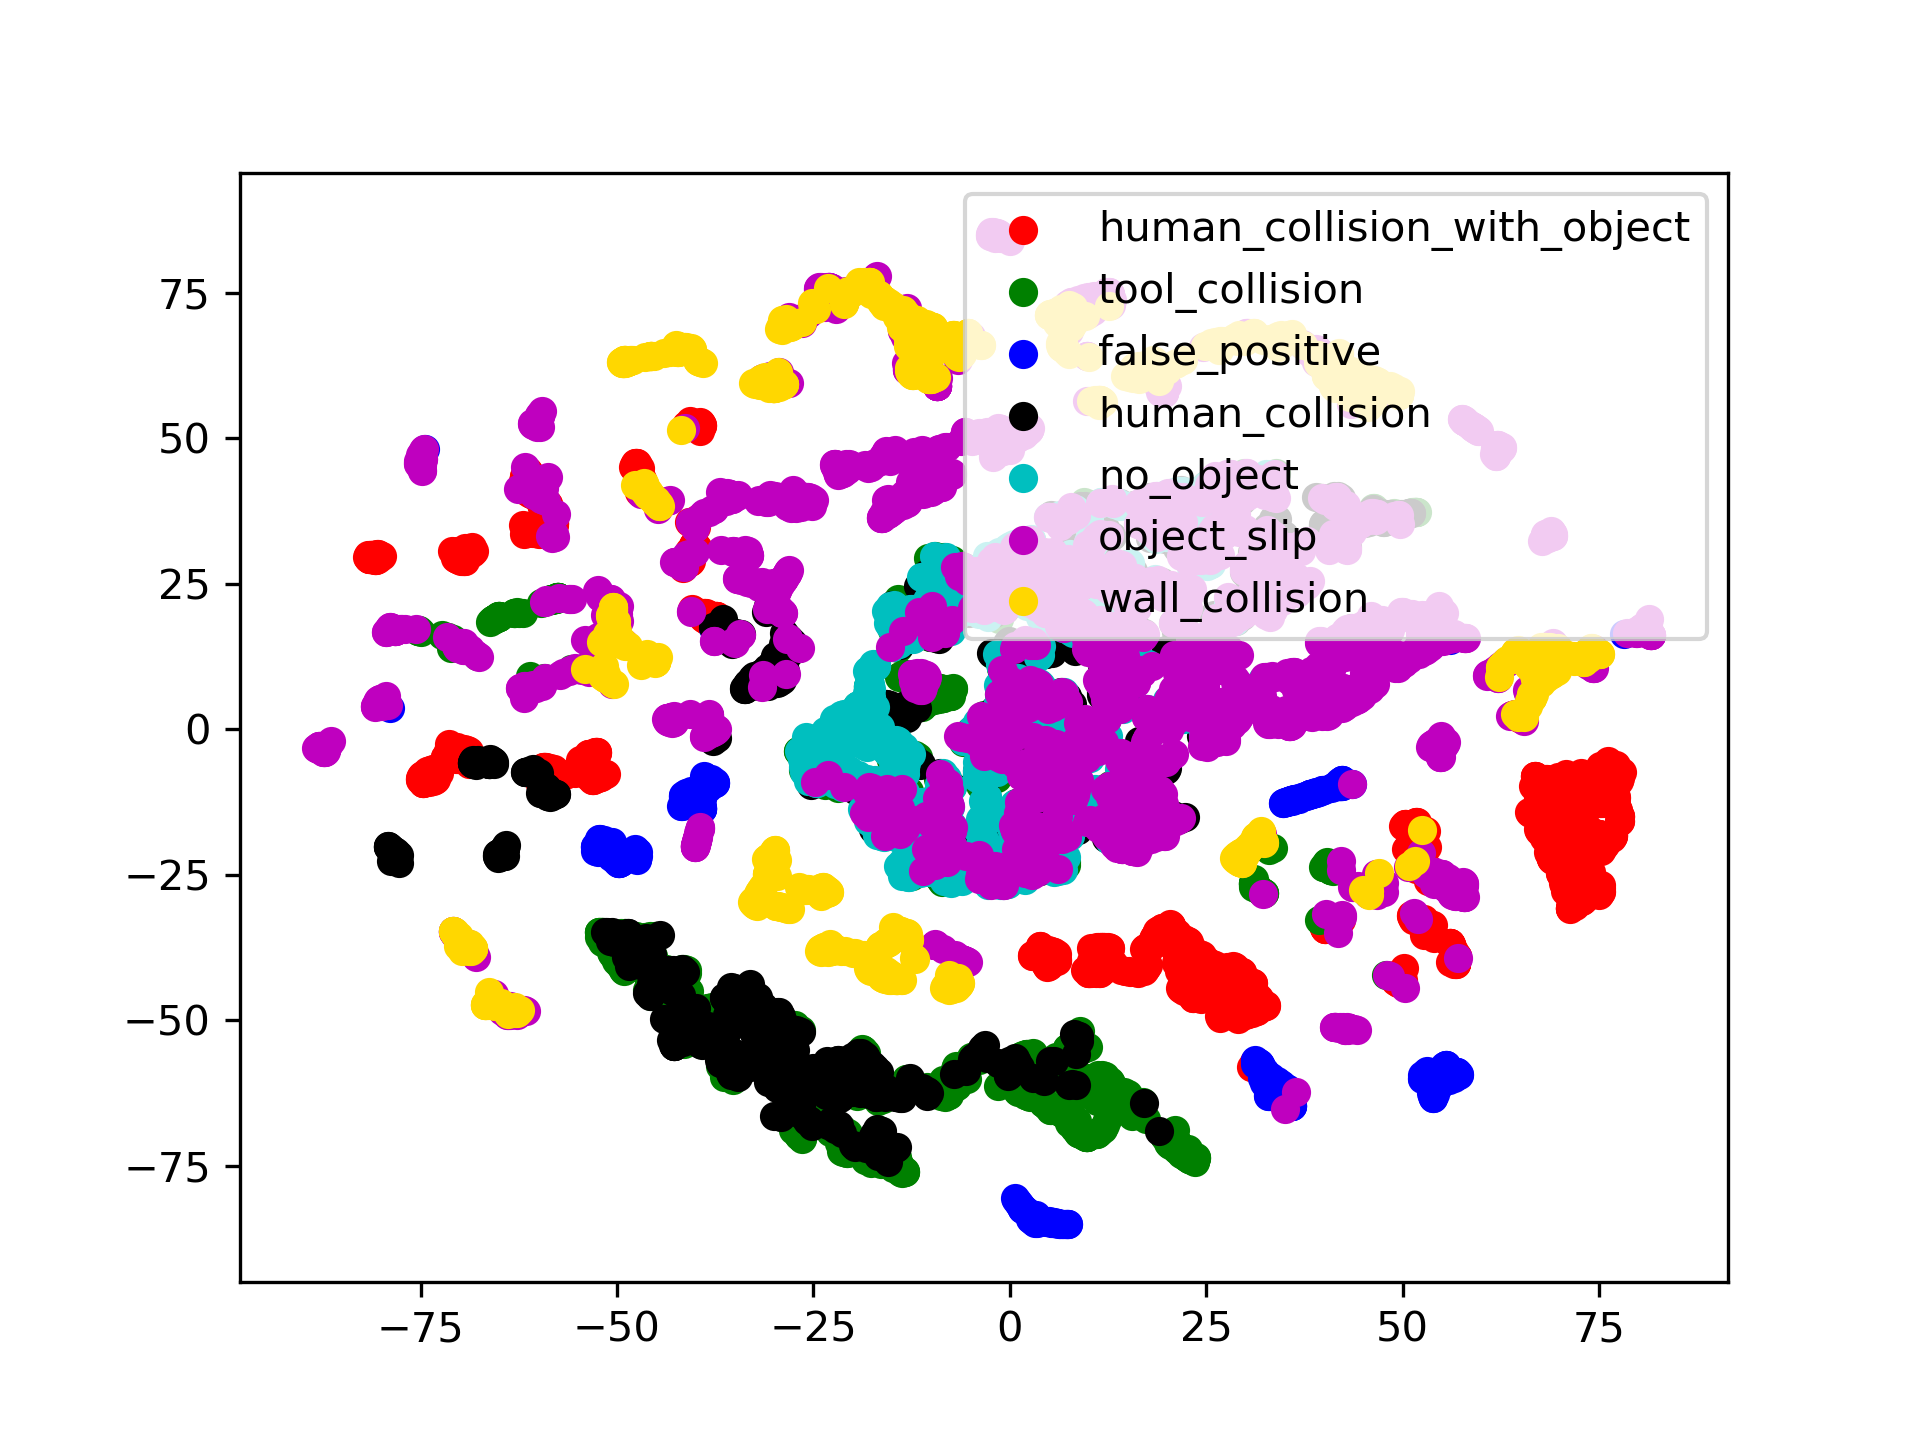 human_collision_with_object
tool_collision
false_positive
human_collision
no_object
object_slip
wall_collision
75
50
25
0
−25
−50
−75
−75 −50 −25 0 25 50 75